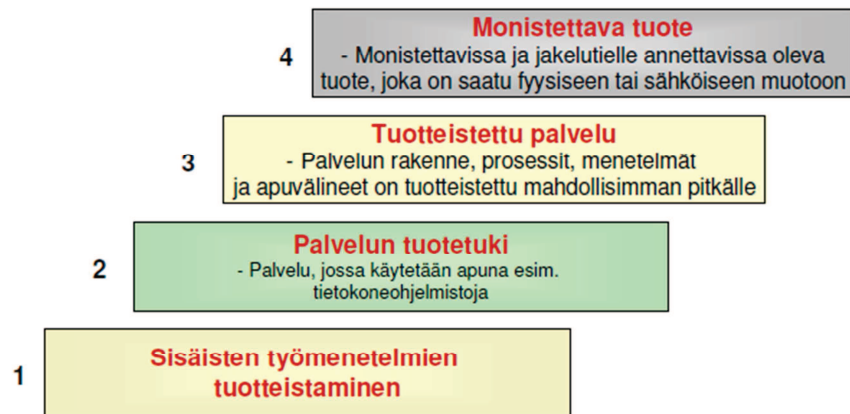 4
Monistettava tuote
- Monistettavissa ja jakelutielle annettavissa oleva
tuote, joka on saatu fyysiseen tai sähköiseen muotoon
3
Tuotteistettu palvelu
- Palvelun rakenne, prosessit, menetelmät
ja apuvälineet on tuotteistettu mahdollisimman pitkälle
2
Palvelun tuotetuki
- Palvelu, jossa käytetään apuna esim.
tietokoneohjelmistoja
1
Sisäisten työmenetelmien
tuotteistaminen